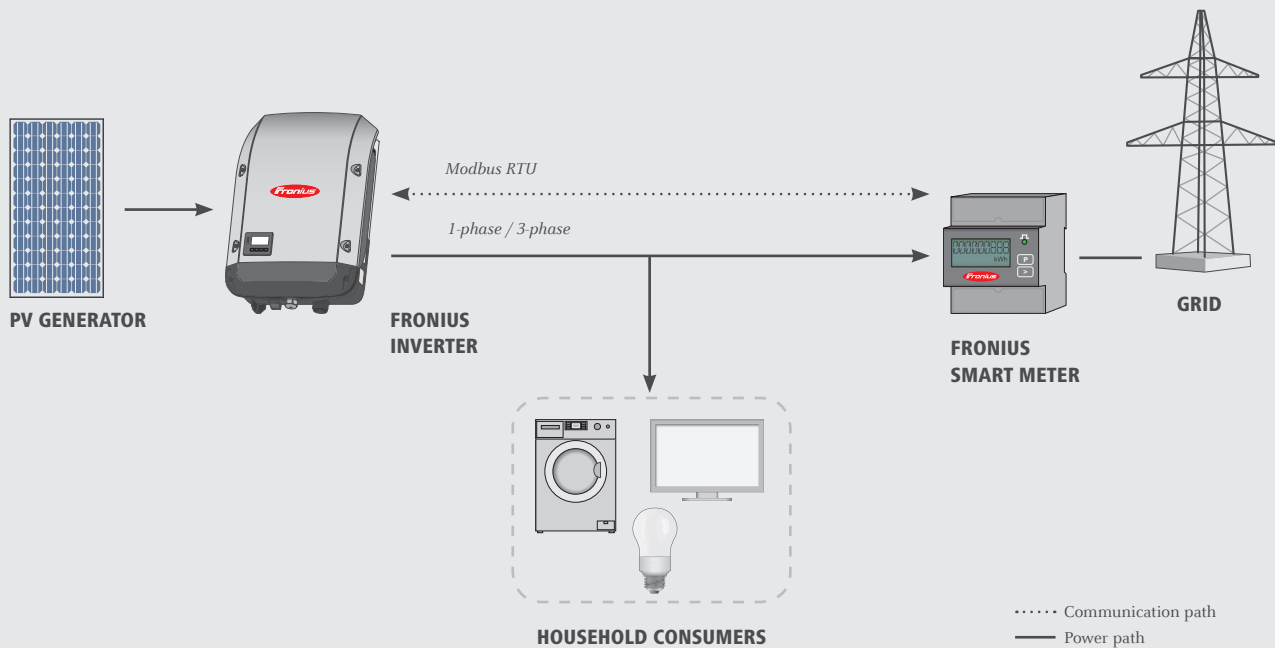 Modbus RTU
Fronius
1-phase / 3-phase
kWh
P
>
Fronius
PV GENERATOR
FRONIUS
INVERTER
FRONIUS
SMART METER
GRID
HOUSEHOLD CONSUMERS
Communication path
Power path